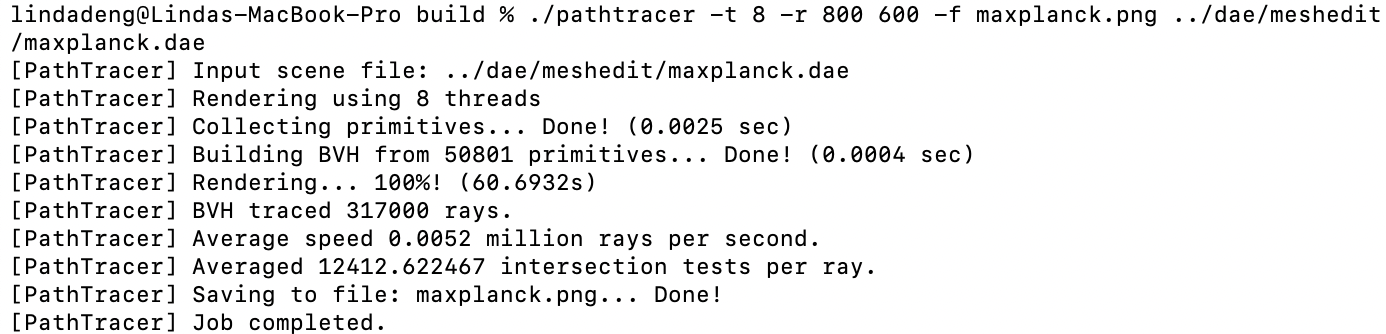 lindadeng@Lindas-MacBook-Pro build % ./pathtracer -t 8 -r 800 600 -f maxplanck.png ../dae/meshedit
/maxplanck.dae
[PathTracer] Input scene file: ../dae/meshedit/maxplanck.dae
[PathTracer] Rendering using 8 threads
[PathTracer] Collecting primitives... Done! (0.0025 sec)
[PathTracer] Building BVH from 50801 primitives... Done! (0.0004 sec)
[PathTracer] Rendering... 100%! (60.6932s)
[PathTracer] BVH traced 317000 rays.
[PathTracer] Average speed 0.0052 million rays per second.
[PathTracer] Averaged 12412.622467 intersection tests per ray.
[PathTracer] Saving to file: maxplanck.png... Done!
[PathTracer] Job completed.